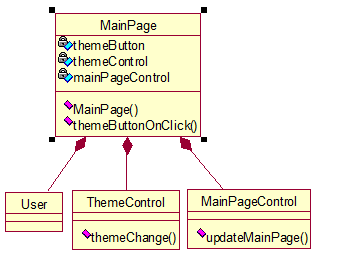 MainPage
themeButton
themeControl
mainPageControl
MainPage()
themeButtonOnClick()
User
ThemeControl
themeChange()
MainPageControl
updateMainPage()